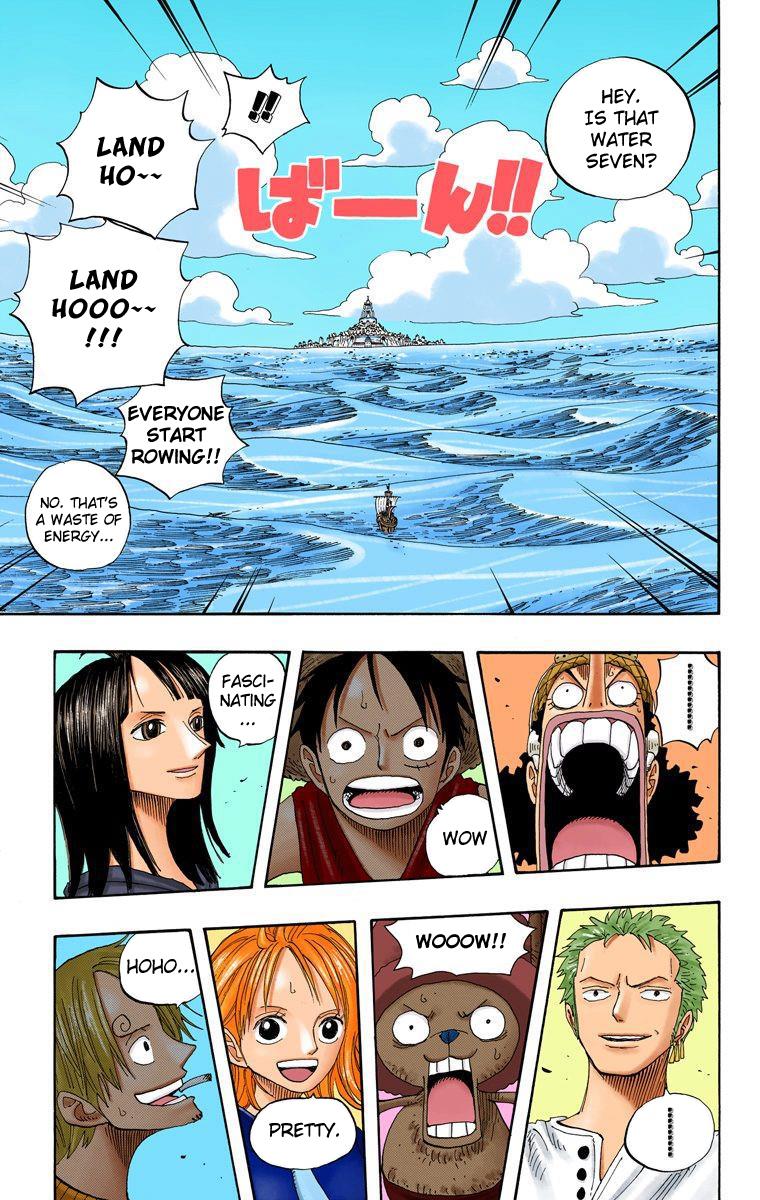 HEY.
IS THAT
WATER
SEVEN?
!!
LAND
HO~~
ばーん!!
LAND
HOOO~~
!!!
EVERYONE
START
ROWING!!
NO. THAT'S
A WASTE OF
ENERGY...
..........
WOW
FASCI-
NATING
...
..........
WOOOW!!
PRETTY.
HOHO...